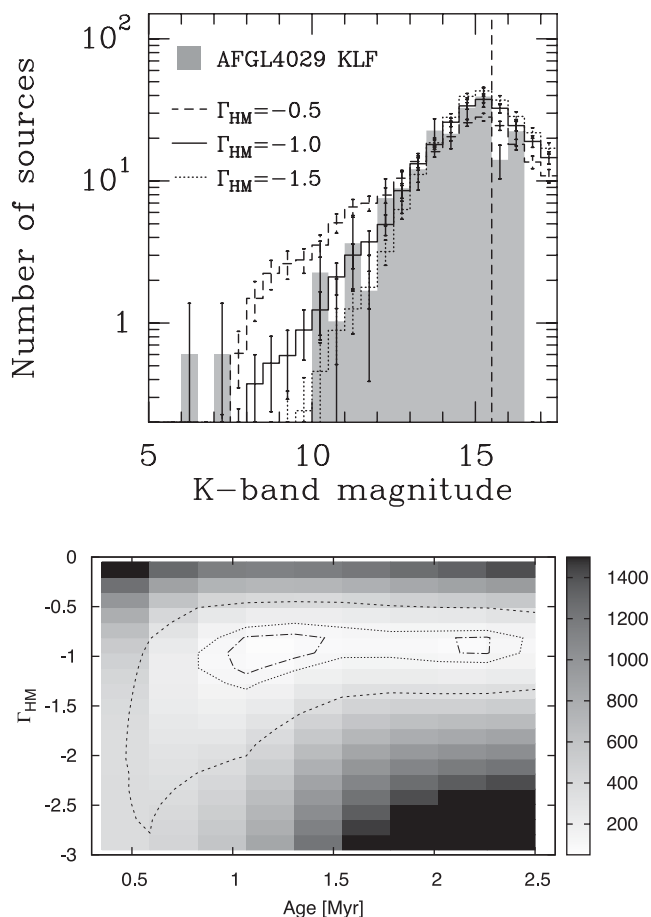 10²
10¹
1
Number of sources
AFGL4029 KLF
Γ_HM=−0.5
Γ_HM=−1.0
Γ_HM=−1.5
5 10 15
K−band magnitude
0
-0.5
-1
-1.5
-2
-2.5
-3
Γ_HM
0.5 1 1.5 2 2.5
Age [Myr]
1400
1200
1000
800
600
400
200